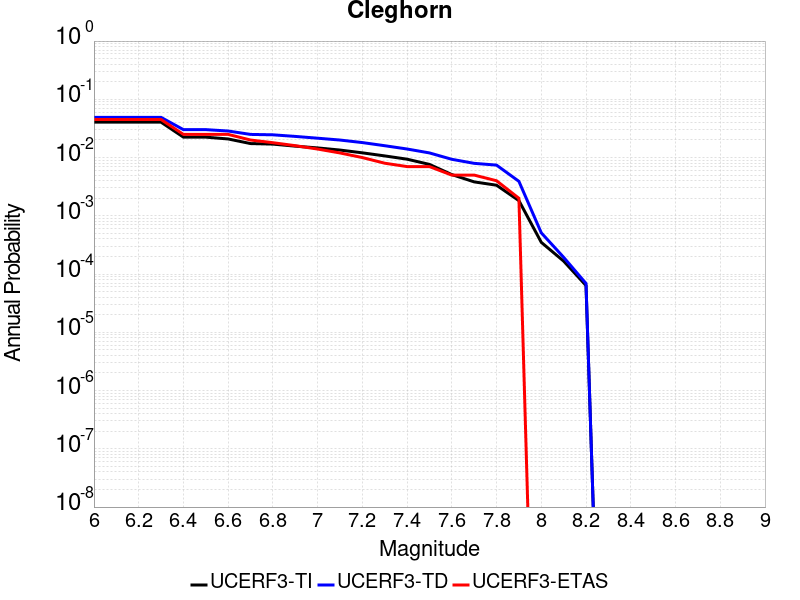 Cleghorn
10^0
10^-1
10^-2
10^-3
10^-4
10^-5
10^-6
10^-7
10^-8
Annual Probability
6 6.2 6.4 6.6 6.8 7 7.2 7.4 7.6 7.8 8 8.2 8.4 8.6 8.8 9
Magnitude
UCERF3-TI UCERF3-TD UCERF3-ETAS